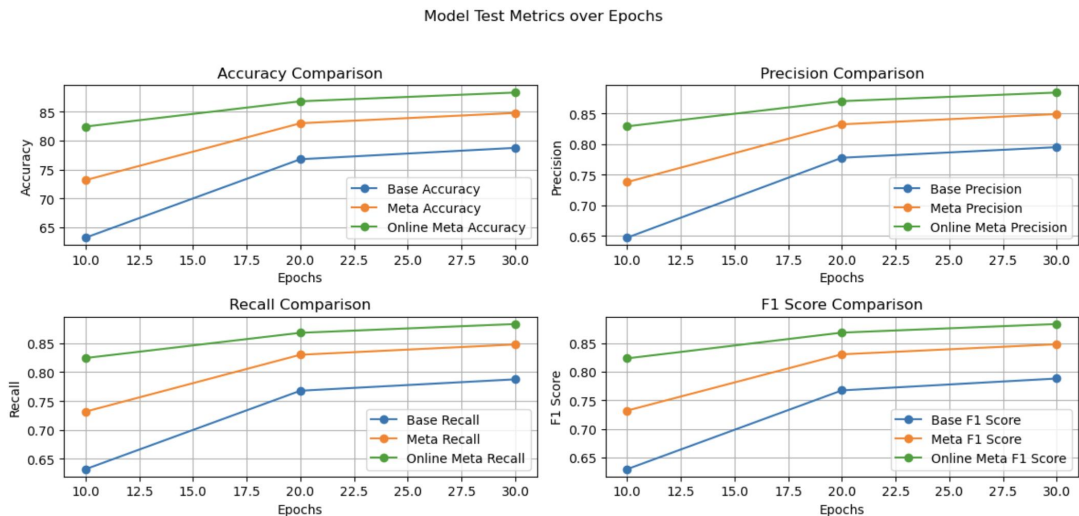 Model Test Metrics over Epochs
Accuracy Comparison
Accuracy
85
80
75
70
65
Base Accuracy
Meta Accuracy
Online Meta Accuracy
10.0 12.5 15.0 17.5 20.0 22.5 25.0 27.5 30.0
Epochs
Precision Comparison
Precision
0.85
0.80
0.75
0.70
0.65
Base Precision
Meta Precision
Online Meta Precision
10.0 12.5 15.0 17.5 20.0 22.5 25.0 27.5 30.0
Epochs
Recall Comparison
Recall
0.85
0.80
0.75
0.70
0.65
Base Recall
Meta Recall
Online Meta Recall
10.0 12.5 15.0 17.5 20.0 22.5 25.0 27.5 30.0
Epochs
F1 Score Comparison
F1 Score
0.85
0.80
0.75
0.70
0.65
Base F1 Score
Meta F1 Score
Online Meta F1 Score
10.0 12.5 15.0 17.5 20.0 22.5 25.0 27.5 30.0
Epochs